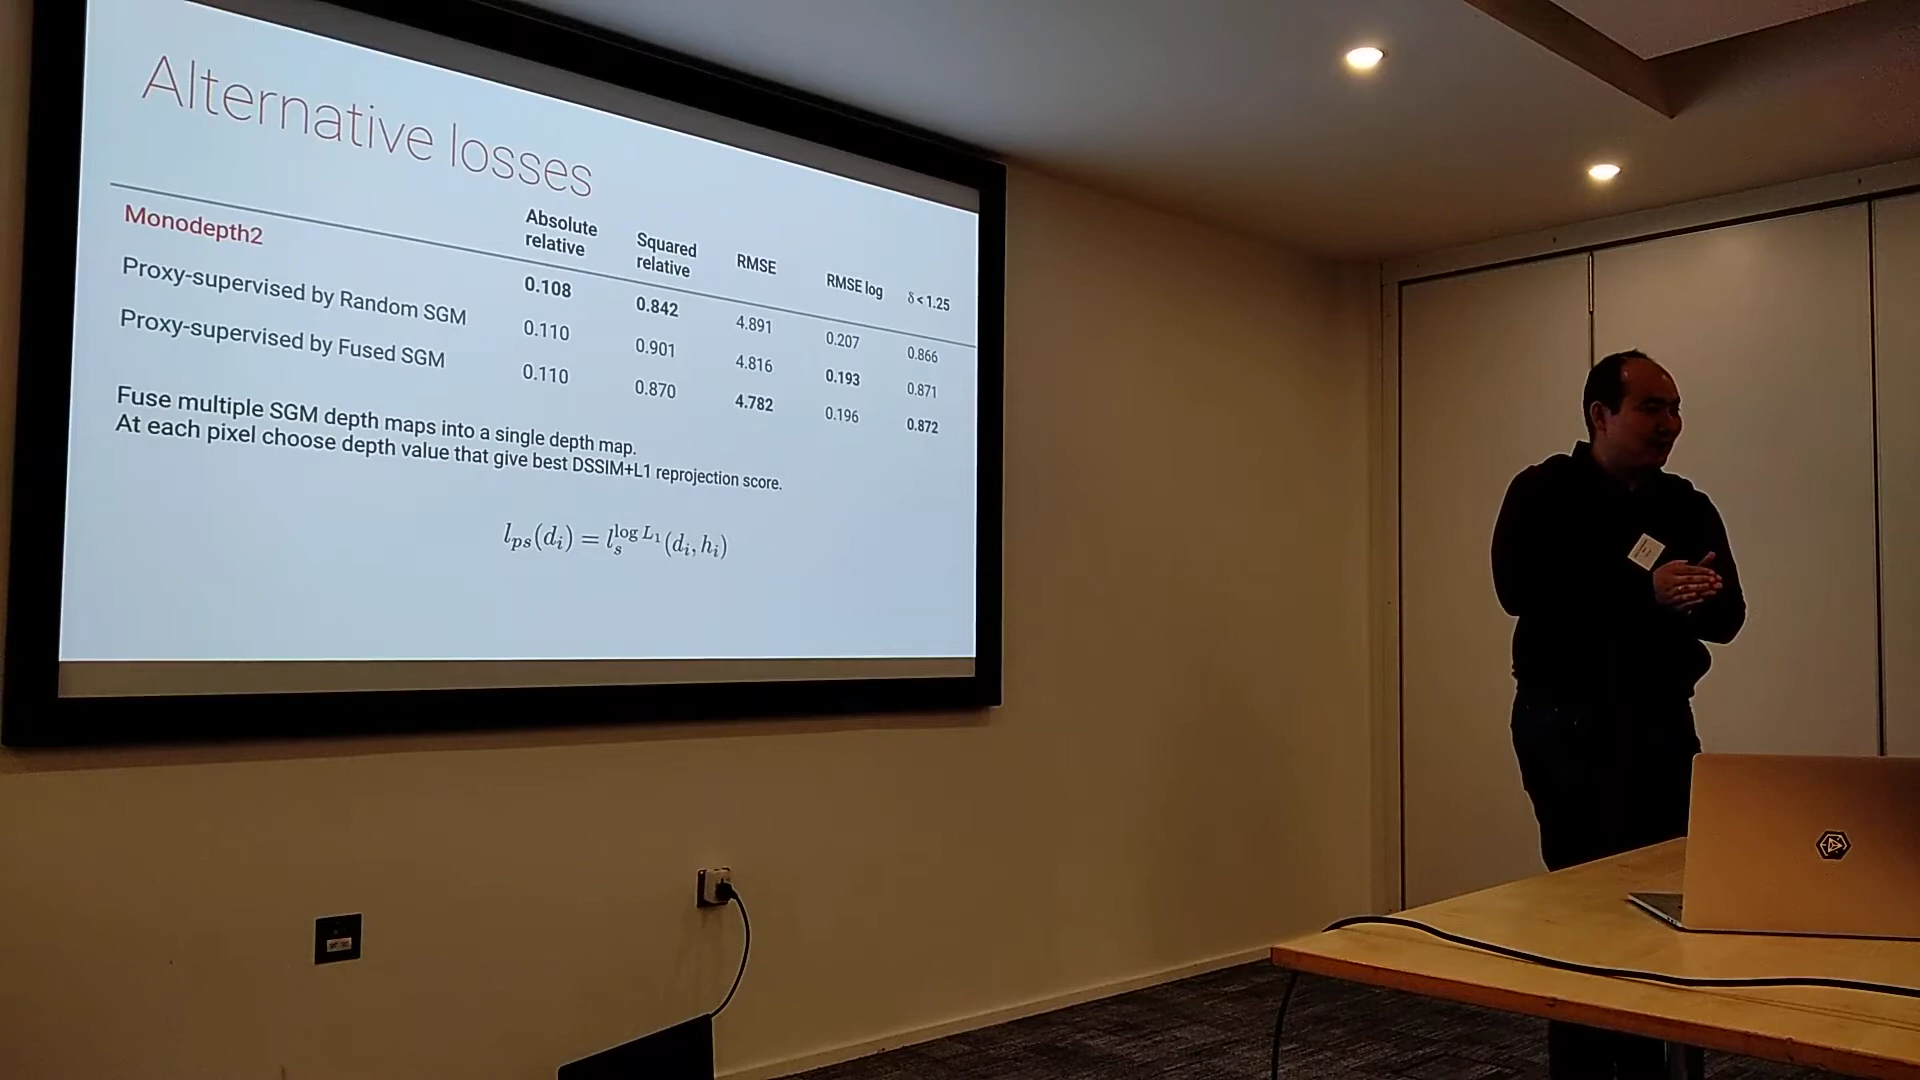 Alternative losses
Absolute relative Squared relative RMSE RMSE log δ < 1.25
Monodepth2 0.108 0.842 4.891 0.207 0.866
Proxy-supervised by Random SGM 0.110 0.901 4.816 0.193 0.871
Proxy-supervised by Fused SGM 0.110 0.870 4.782 0.196 0.872
Fuse multiple SGM depth maps into a single depth map.
At each pixel choose depth value that give best DSSIM+L1 reprojection score.
l_{ps}(d_i) = l_s^{\log L_1}(d_i, h_i)